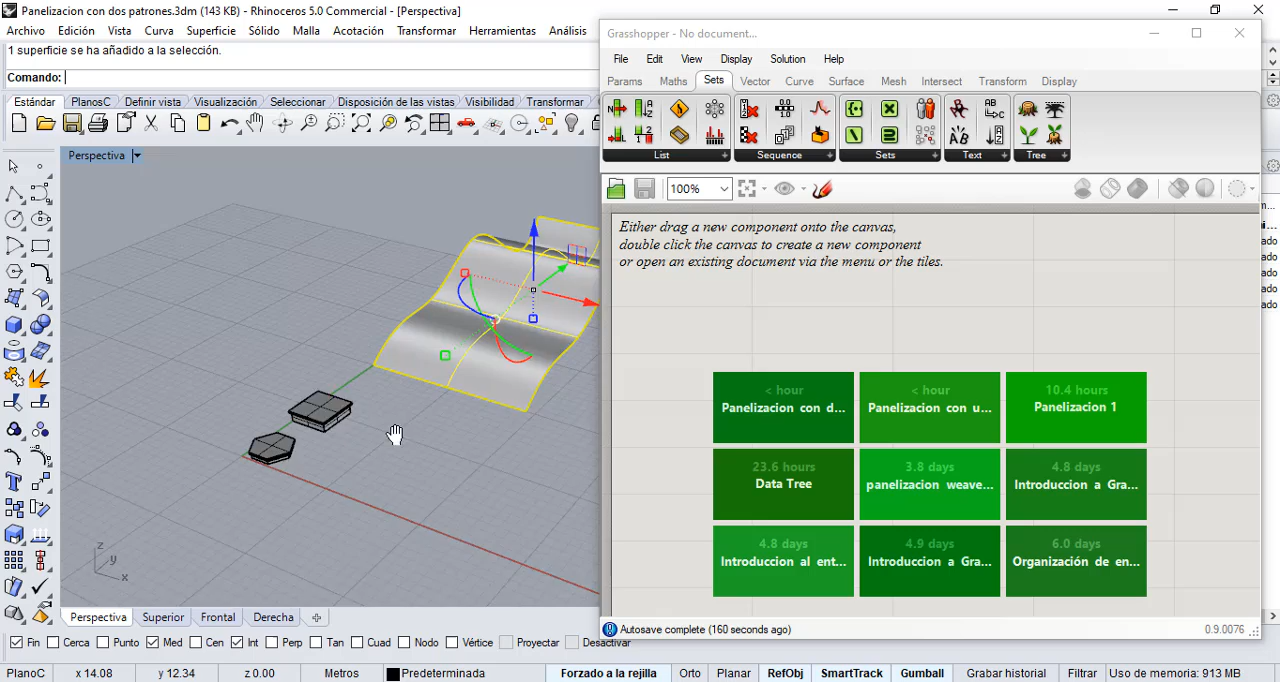 Panelizacion con dos patrones.3dm (143 KB) - Rhinoceros 5.0 Commercial - [Perspectiva]
Archivo Edición Vista Curva Superficie Sólido Malla Acotación Transformar Herramientas Análisis
1 superficie se ha añadido a la selección.
Comando:
Estándar PlanosC Definir vista Visualización Seleccionar Disposición de las vistas Visibilidad Transformar
Perspectiva
z
y
x
Perspectiva Superior Frontal Derecha
Fin Cerca Punto Med Cen Int Perp Tan Cuad Nodo Vértice Proyectar Desactivar
PlanoC x 14.08 y 12.34 z 0.00 Metros Predeterminada Forzado a la rejilla Orto Planar RefObj SmartTrack Gumball Grabar historial Filtrar Uso de memoria: 913 MB
Grasshopper - No document...
File Edit View Display Solution Help
Params Maths Sets Vector Curve Surface Mesh Intersect Transform Display
List Sequence Sets Text Tree
100%
Either drag a new component onto the canvas,
double click the canvas to create a new component
or open an existing document via the menu or the tiles.
< hour
Panelizacion con d...
< hour
Panelizacion con u...
10.4 hours
Panelizacion 1
23.6 hours
Data Tree
3.8 days
panelizacion weave...
4.8 days
Introduccion a Gra...
4.8 days
Introduccion al ent...
4.9 days
Introduccion a Gra...
6.0 days
Organización de en...
Autosave complete (160 seconds ago)
0.9.0076